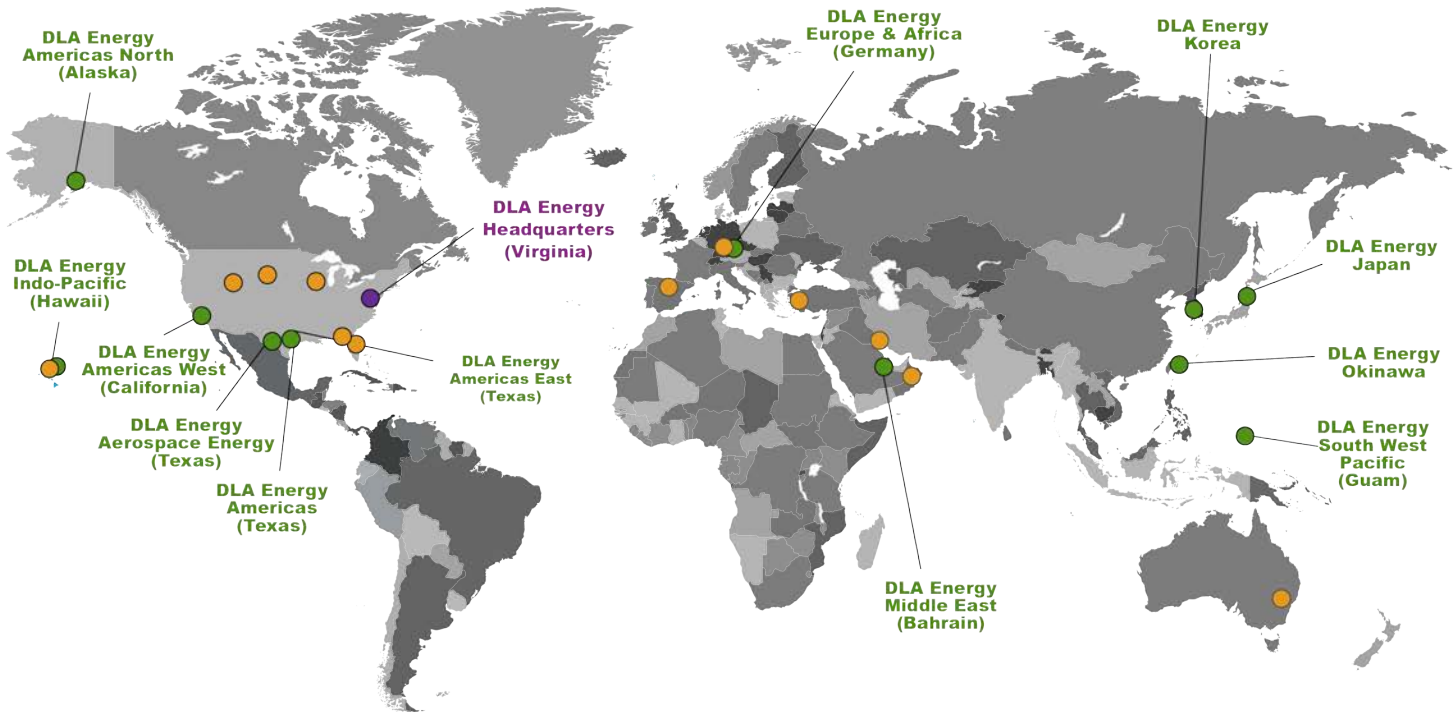 DLA Energy
Americas North
(Alaska)
DLA Energy
Europe & Africa
(Germany)
DLA Energy
Korea
DLA Energy
Headquarters
(Virginia)
DLA Energy
Indo-Pacific
(Hawaii)
DLA Energy
Japan
DLA Energy
Americas West
(California)
DLA Energy
Americas East
(Texas)
DLA Energy
Okinawa
DLA Energy
Aerospace Energy
(Texas)
DLA Energy
South West
Pacific
(Guam)
DLA Energy
Americas
(Texas)
DLA Energy
Middle East
(Bahrain)